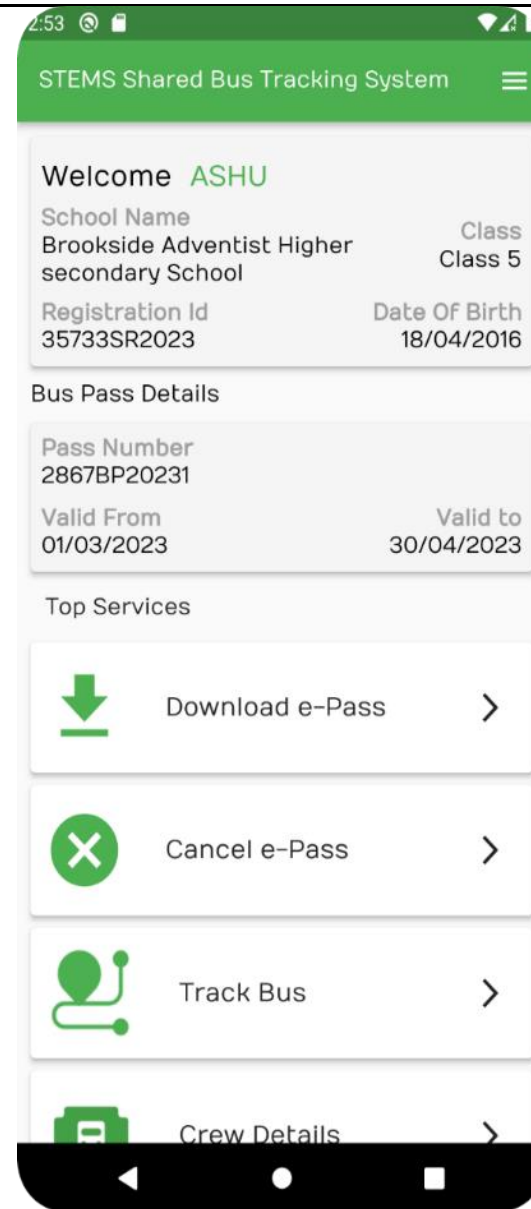 2:53
STEMS Shared Bus Tracking System
Welcome ASHU
School Name
Class
Brookside Adventist Higher
secondary School
Class 5
Registration Id
Date Of Birth
35733SR2023
18/04/2016
Bus Pass Details
Pass Number
2867BP20231
Valid From
Valid to
01/03/2023
30/04/2023
Top Services
Download e-Pass
Cancel e-Pass
Track Bus
Crew Details